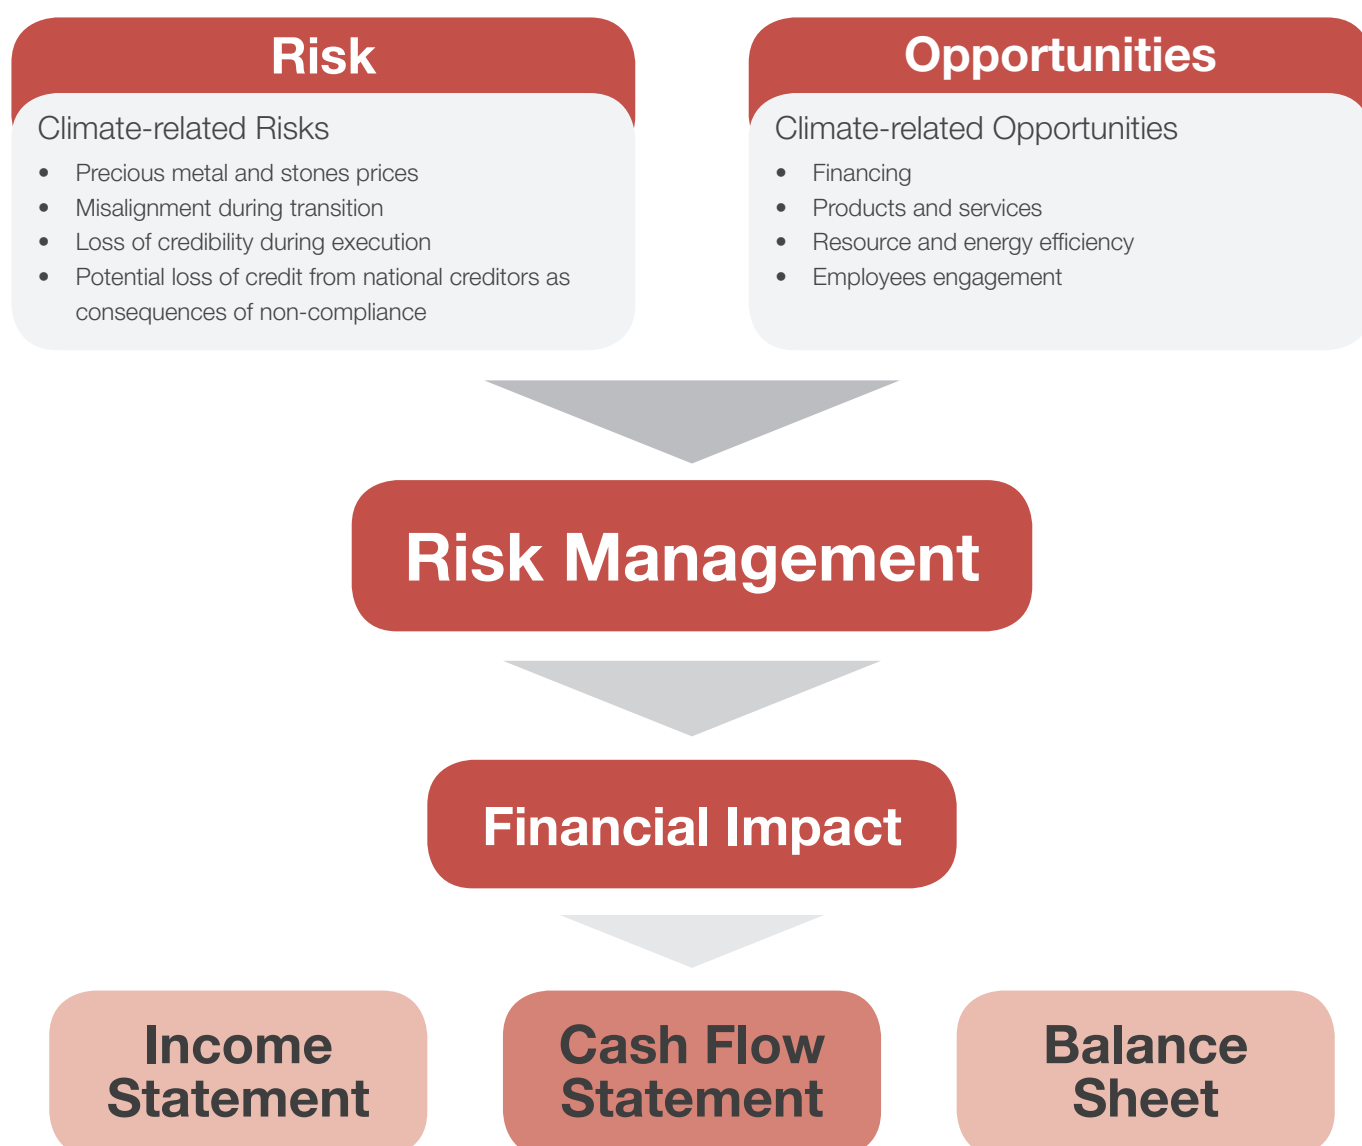 Risk
Climate-related Risks
• Precious metal and stones prices
• Misalignment during transition
• Loss of credibility during execution
• Potential loss of credit from national creditors as
consequences of non-compliance
Opportunities
Climate-related Opportunities
• Financing
• Products and services
• Resource and energy efficiency
• Employees engagement
Risk Management
Financial Impact
Income
Statement
Cash Flow
Statement
Balance
Sheet